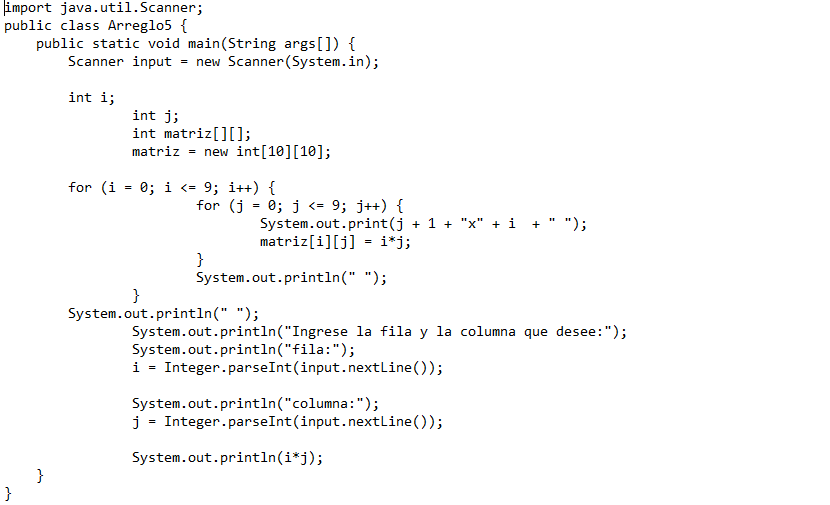 import java.util.Scanner;
public class Arreglo5 {
    public static void main(String args[]) {
        Scanner input = new Scanner(System.in);

        int i;
                int j;
                int matriz[][];
                matriz = new int[10][10];

        for (i = 0; i <= 9; i++) {
                        for (j = 0; j <= 9; j++) {
                                System.out.print(j + 1 + "x" + i  + " ");
                                matriz[i][j] = i*j;
                        }
                        System.out.println(" ");
                }
        System.out.println(" ");
                System.out.println("Ingrese la fila y la columna que desee:");
                System.out.println("fila:");
                i = Integer.parseInt(input.nextLine());

                System.out.println("columna:");
                j = Integer.parseInt(input.nextLine());

                System.out.println(i*j);
    }
}